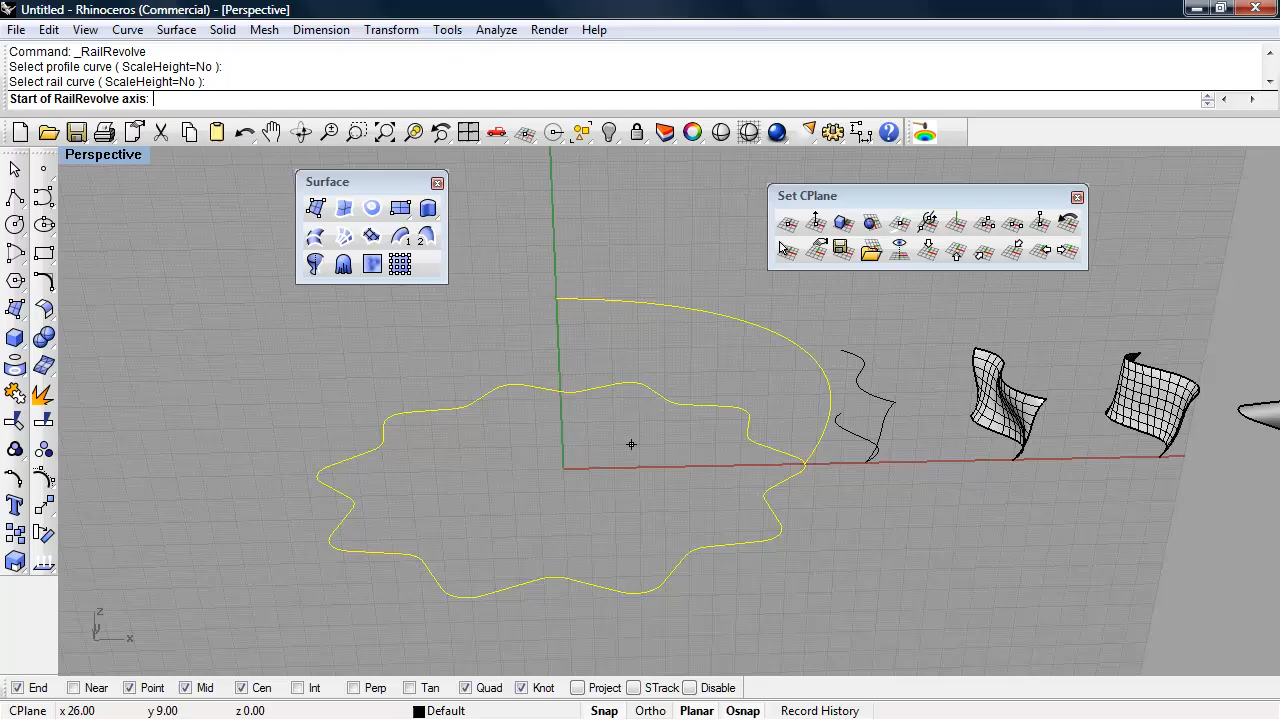 Untitled - Rhinoceros (Commercial) - [Perspective]
File Edit View Curve Surface Solid Mesh Dimension Transform Tools Analyze Render Help
Command: _RailRevolve
Select profile curve ( ScaleHeight=No ):
Select rail curve ( ScaleHeight=No ):
Start of RailRevolve axis:
Perspective
Surface
Set CPlane
1 2
z
y
x
End Near Point Mid Cen Int Perp Tan Quad Knot Project STrack Disable
CPlane x 26.00 y 9.00 z 0.00 Default Snap Ortho Planar Osnap Record History